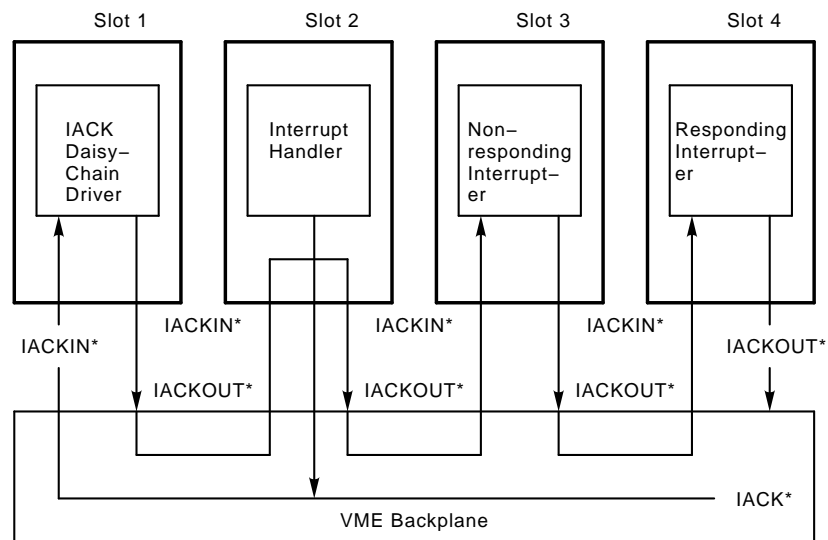 Slot 1
Slot 2
Slot 3
Slot 4
IACK
Daisy–
Chain
Driver
Interrupt
Handler
Non–
responding
Interrupt–
er
Responding
Interrupt–
er
IACKIN*
IACKIN*
IACKIN*
IACKIN*
IACKOUT*
IACKOUT*
IACKOUT*
IACKOUT*
IACK*
VME Backplane